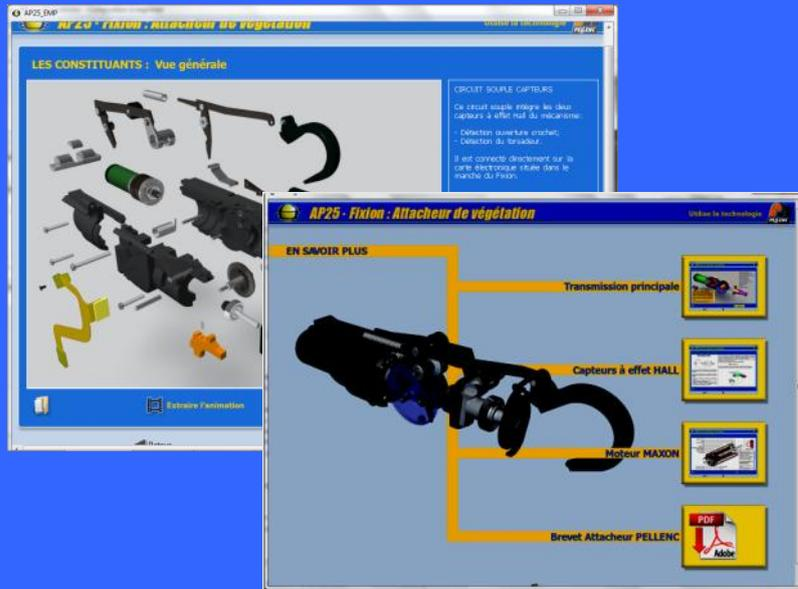 AP25_EMP
AP25 - Fixion : Attacheur de végétation
Utilise la technologie
PELLENC
LES CONSTITUANTS : Vue générale
CIRCUIT SOUPLE CAPTEURS
Ce circuit souple intègre les deux
capteurs à effet Hall du mécanisme:
- Détection ouverture crochet;
- Détection du torsadeur.
Il est connecté directement sur la
carte électronique située dans le
manche du Fixion.
Extraire l'animation
Retour
AP25 - Fixion : Attacheur de végétation
Utilise la technologie
PELLENC
EN SAVOIR PLUS
Transmission principale
Capteurs à effet HALL
Moteur MAXON
Brevet Attacheur PELLENC
PDF
Adobe